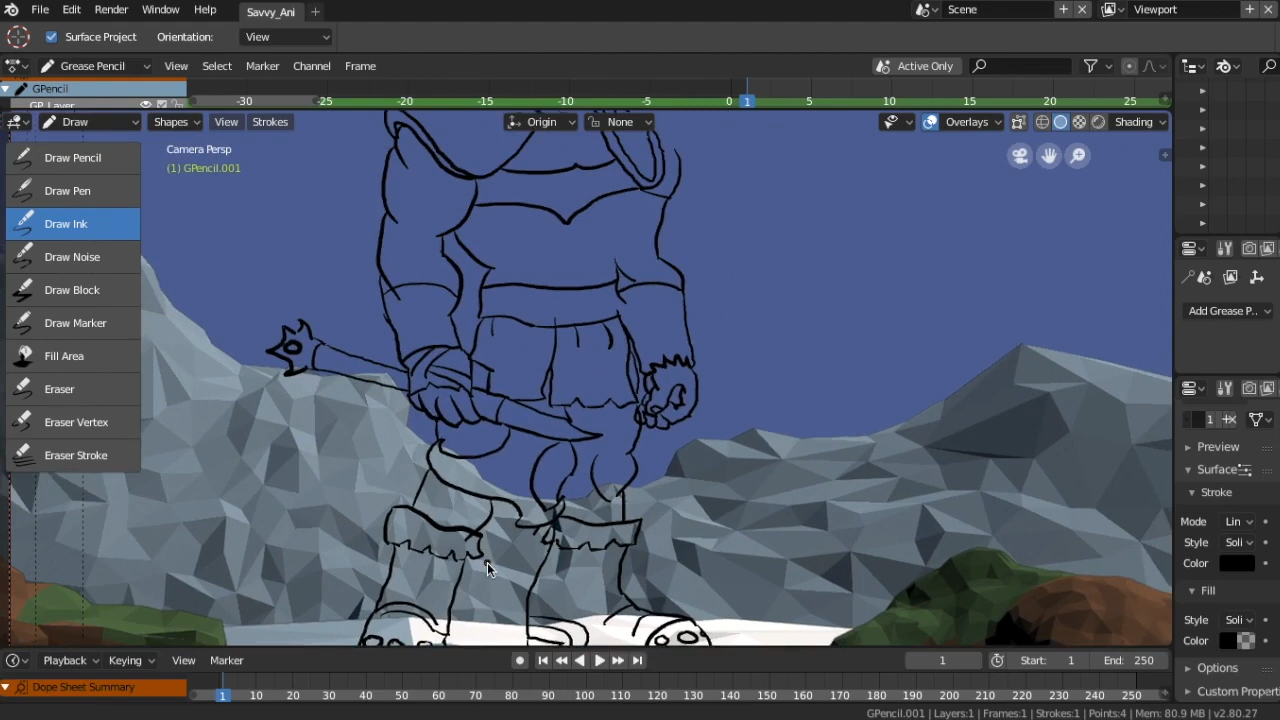 File Edit Render Window Help Savvy_Ani Scene Viewport
Surface Project Orientation: View
Grease Pencil View Select Marker Channel Frame Active Only
GPencil
GP_Layer -30 -25 -20 -15 -10 -5 0 1 5 10 15 20 25
Draw Shapes View Strokes Origin None Overlays Shading
Camera Persp
(1) GPencil.001
Draw Pencil
Draw Pen
Draw Ink
Draw Noise
Draw Block
Draw Marker
Fill Area
Eraser
Eraser Vertex
Eraser Stroke
Add Grease P..
1
Preview
Surface
Stroke
Mode Lin
Style Soli
Color
Fill
Style Soli
Color
Options
Custom Propert
Playback Keying View Marker 1 Start: 1 End: 250
Dope Sheet Summary 1 10 20 30 40 50 60 70 80 90 100 110 120 130 140 150 160 170 180 190 200 210 220 230 240 250
GPencil.001 | Layers:1 | Frames:1 | Strokes:1 | Points:4 | Mem: 80.9 MB | v2.80.27